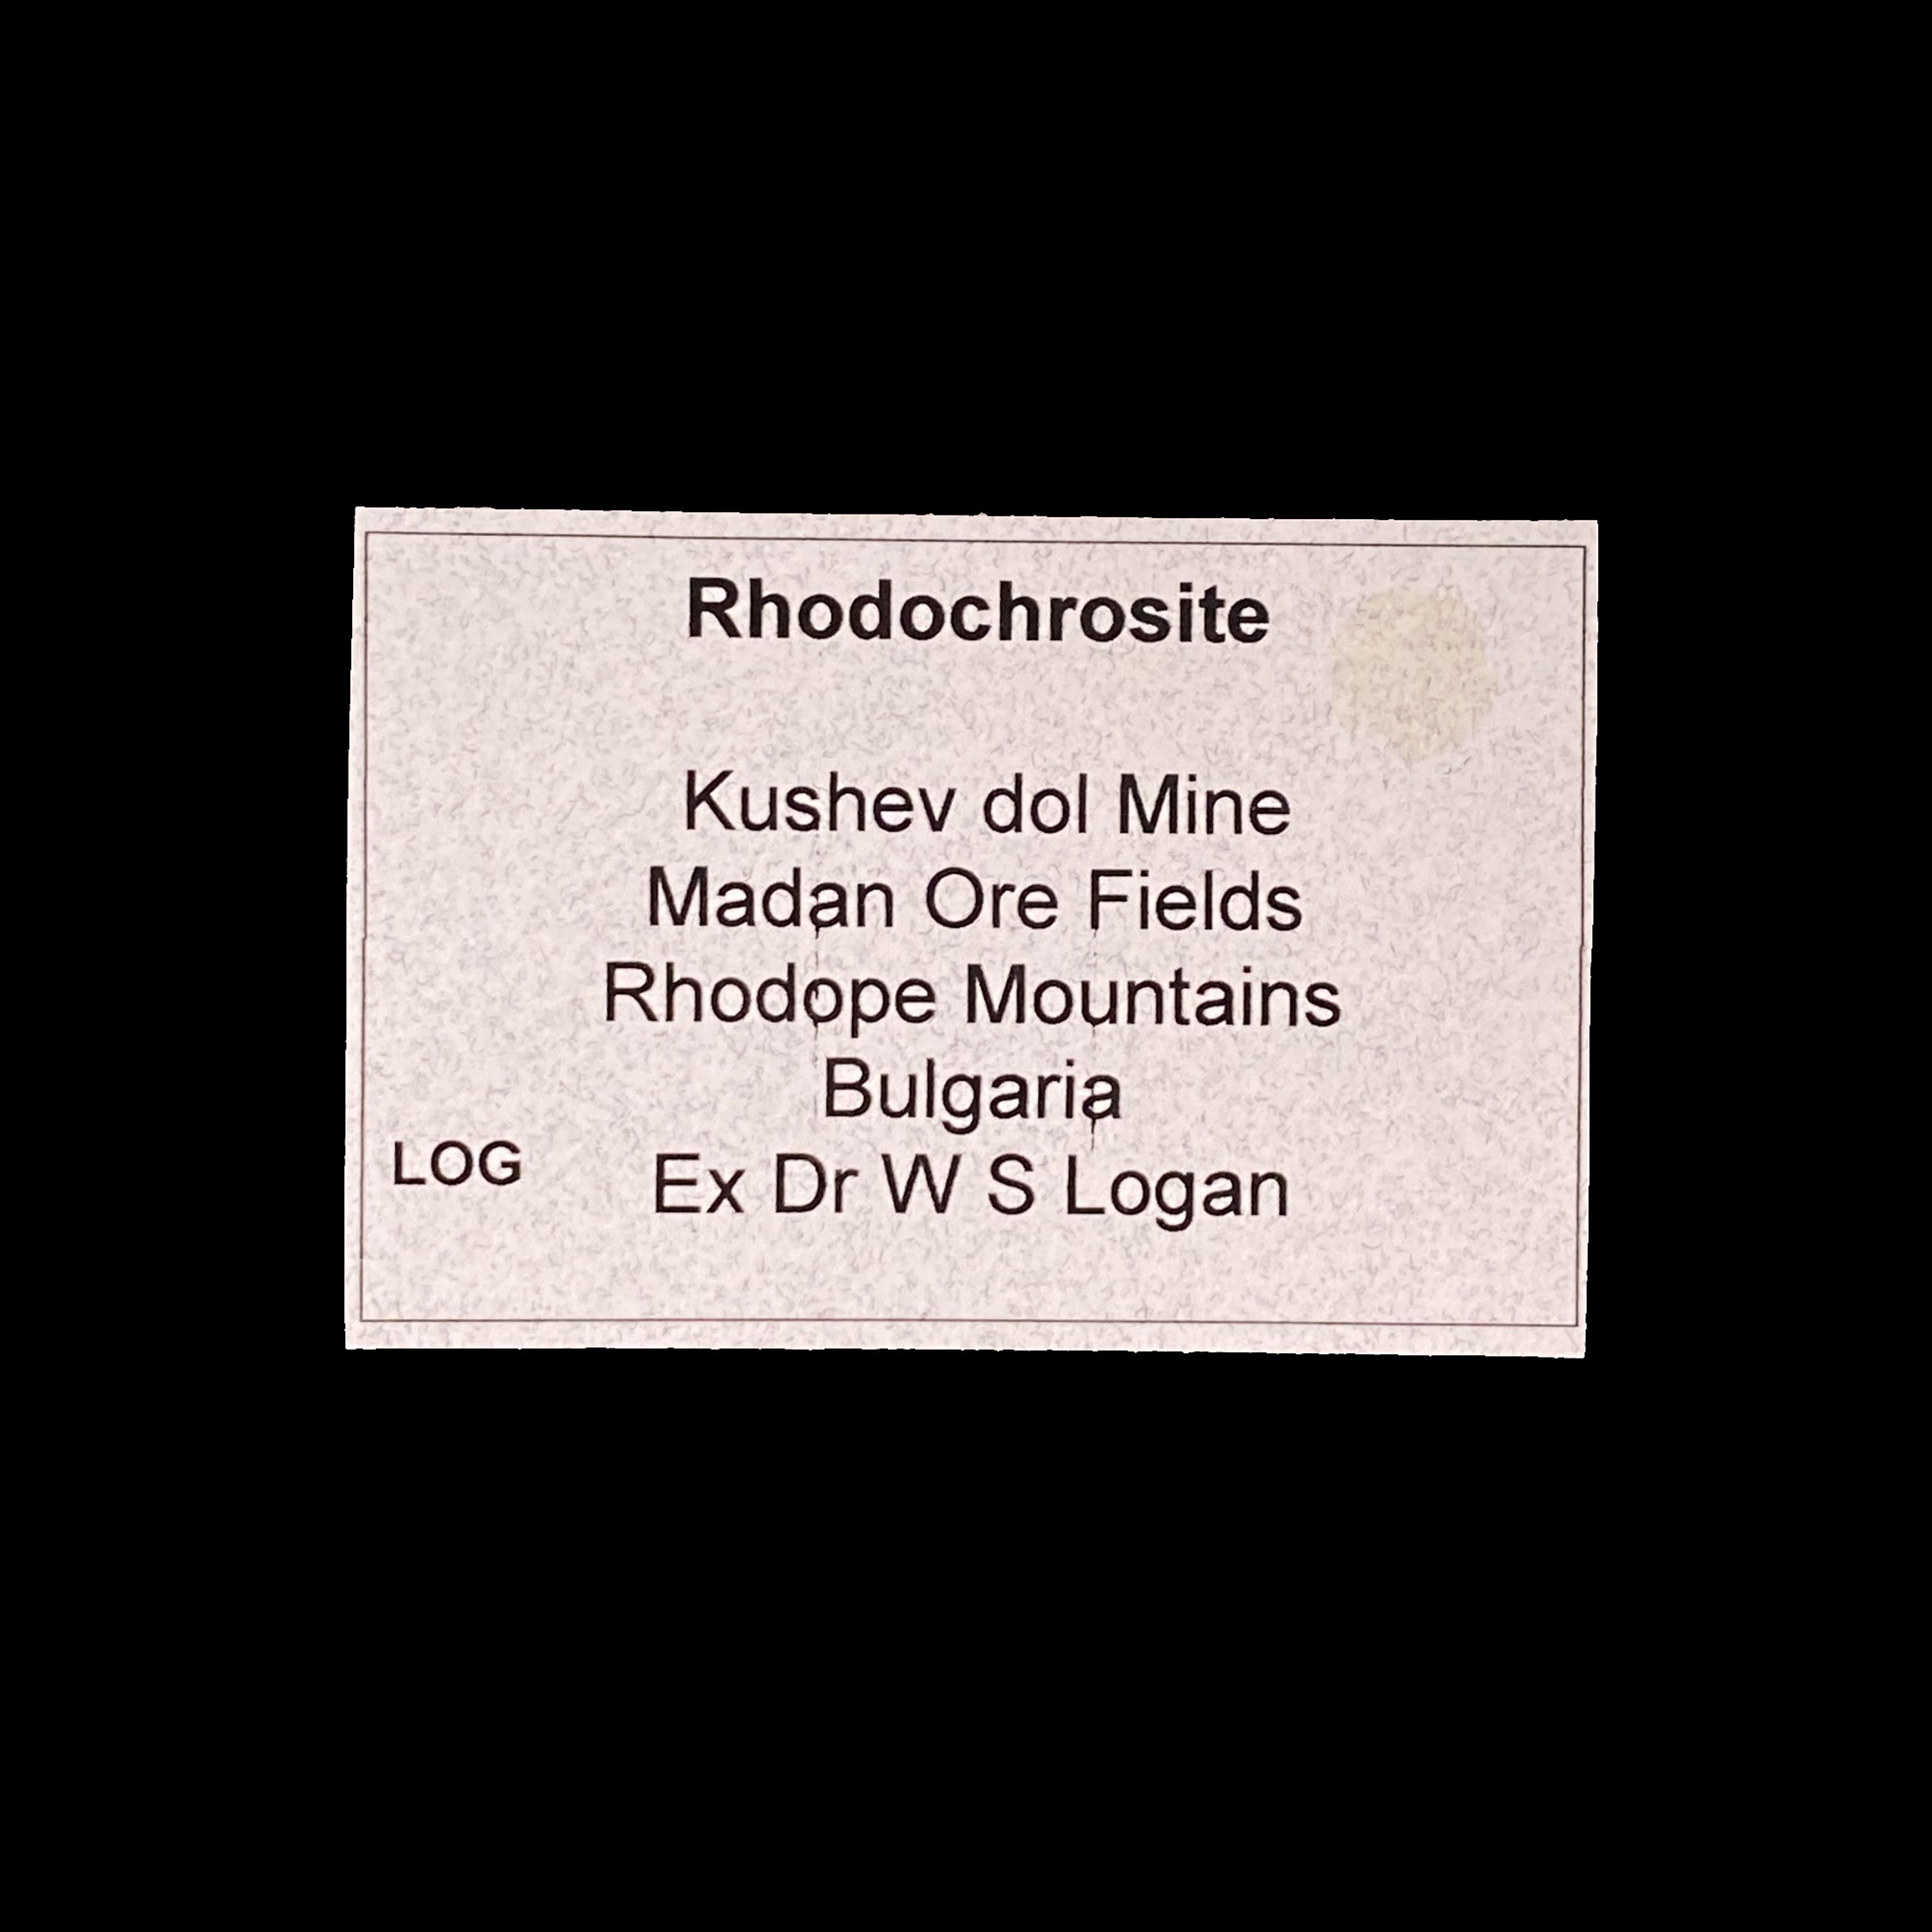 Rhodochrosite
Kushev dol Mine
Madan Ore Fields
Rhodope Mountains
Bulgaria
LOG
Ex Dr W S Logan